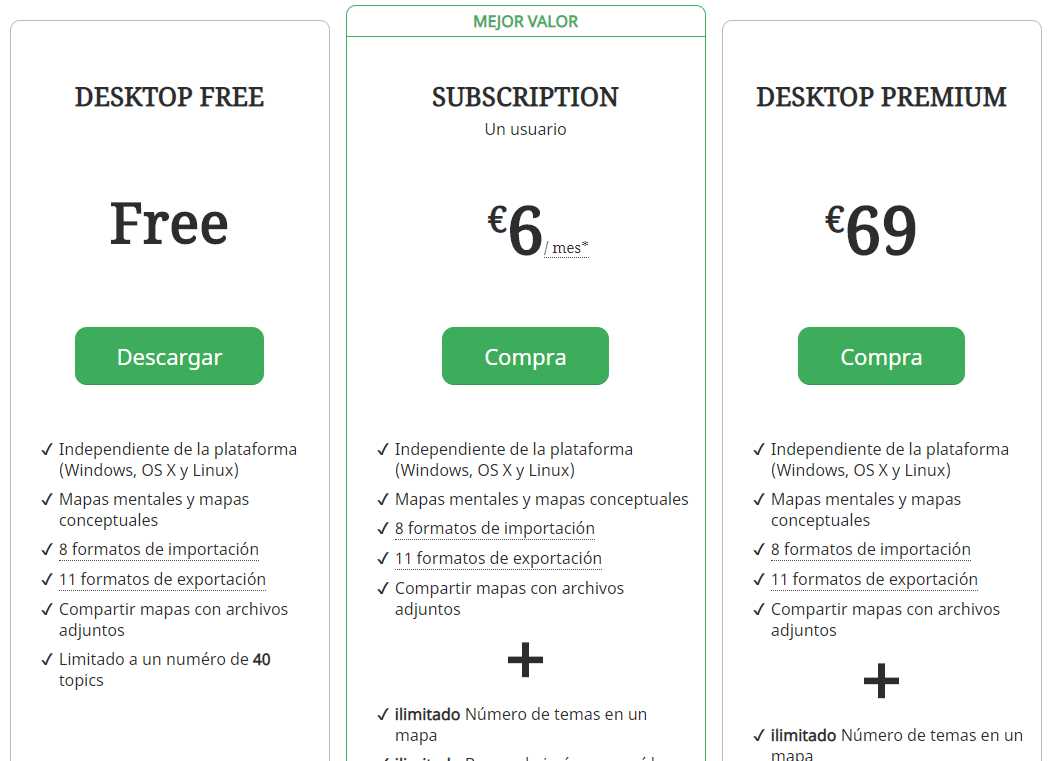 MEJOR VALOR
DESKTOP FREE
Free
Descargar
✓ Independiente de la plataforma
(Windows, OS X y Linux)
✓ Mapas mentales y mapas
conceptuales
✓ 8 formatos de importación
✓ 11 formatos de exportación
✓ Compartir mapas con archivos
adjuntos
✓ Limitado a un numéro de 40
topics
SUBSCRIPTION
Un usuario
€6/ mes*
Compra
✓ Independiente de la plataforma
(Windows, OS X y Linux)
✓ Mapas mentales y mapas conceptuales
✓ 8 formatos de importación
✓ 11 formatos de exportación
✓ Compartir mapas con archivos
adjuntos
+
✓ ilimitado Número de temas en un
mapa
DESKTOP PREMIUM
€69
Compra
✓ Independiente de la plataforma
(Windows, OS X y Linux)
✓ Mapas mentales y mapas
conceptuales
✓ 8 formatos de importación
✓ 11 formatos de exportación
✓ Compartir mapas con archivos
adjuntos
+
✓ ilimitado Número de temas en un
mapa